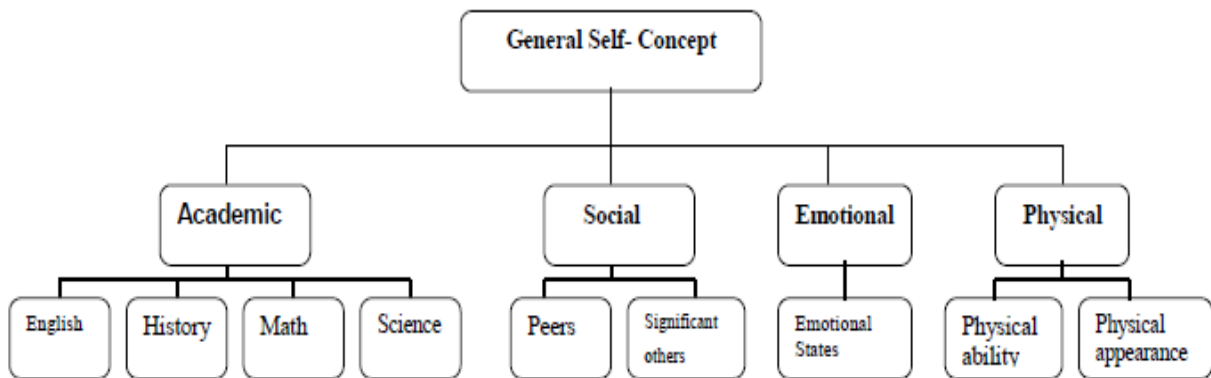 General Self- Concept
Academic
Social
Emotional
Physical
English
History
Math
Science
Peers
Significant
others
Emotional
States
Physical
ability
Physical
appearance